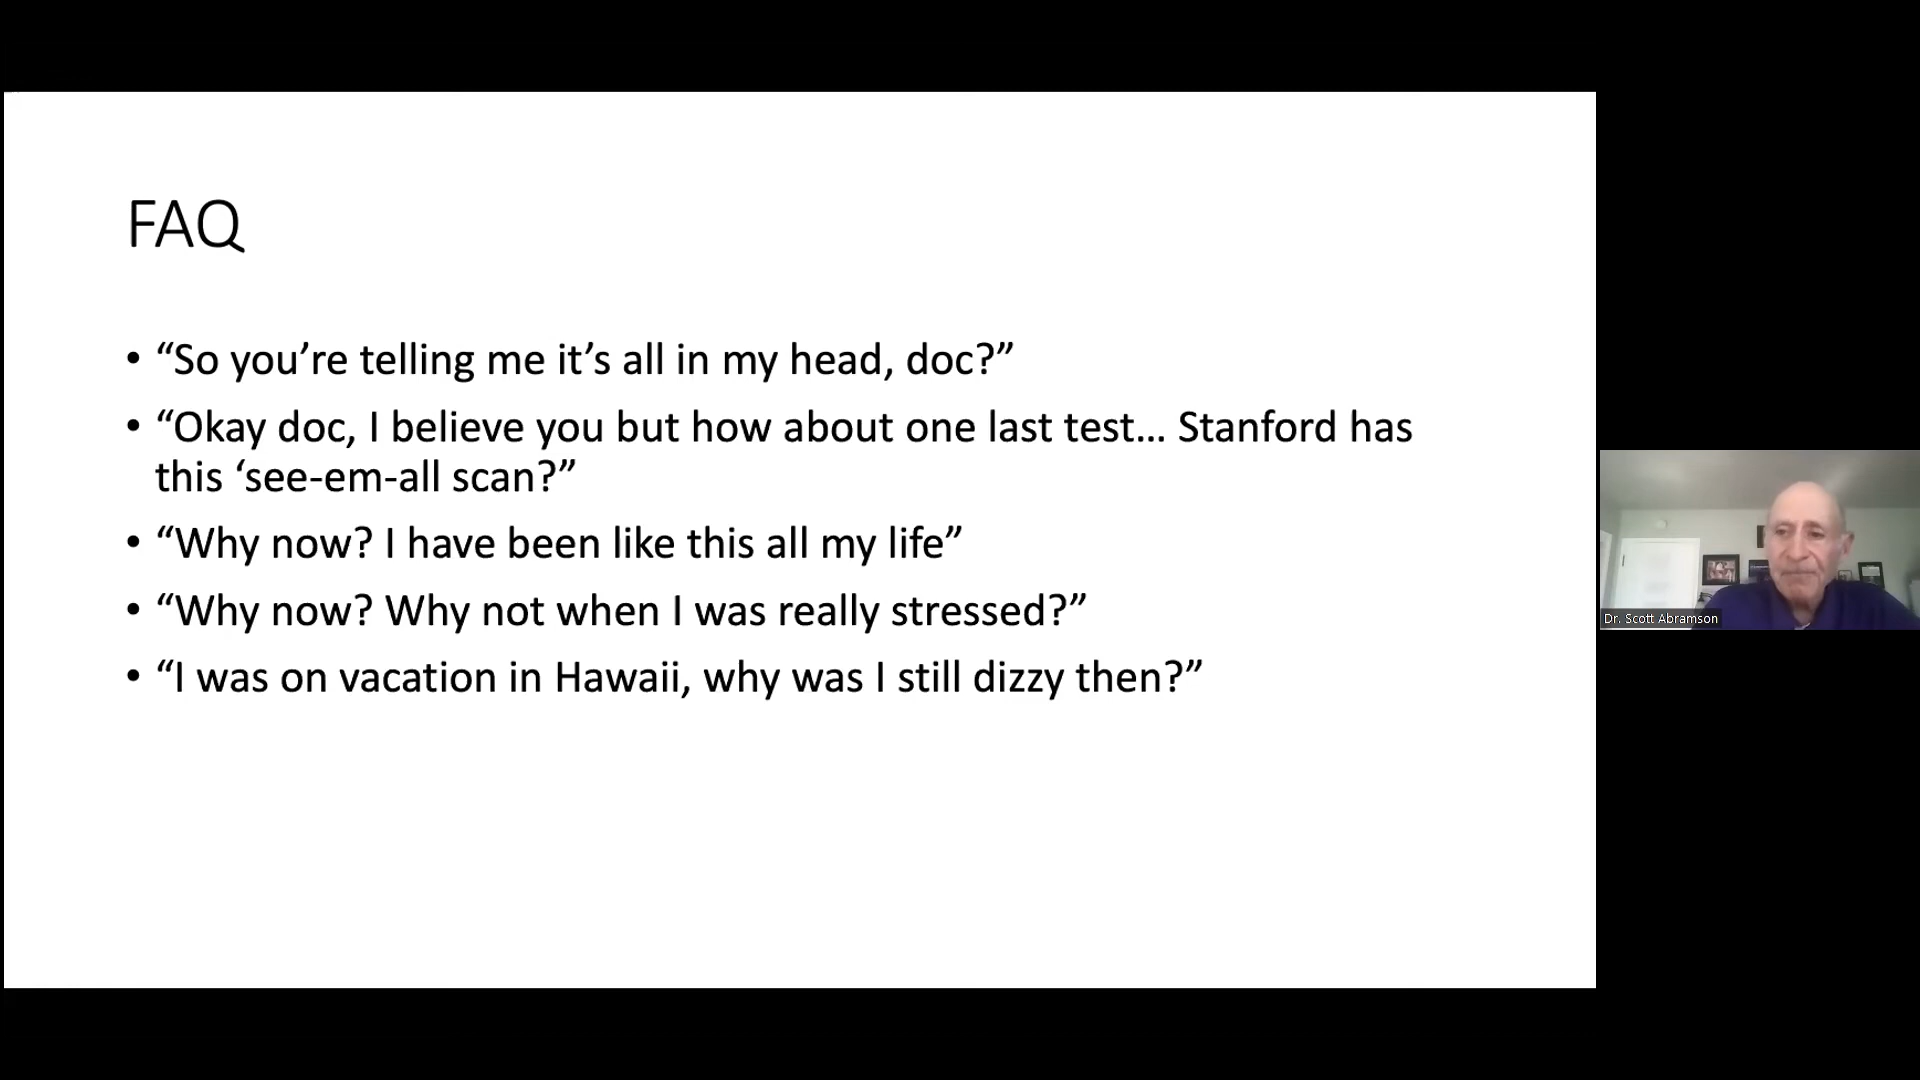 FAQ
• “So you’re telling me it’s all in my head, doc?”
• “Okay doc, I believe you but how about one last test... Stanford has
this ‘see-em-all scan?”
• “Why now? I have been like this all my life”
• “Why now? Why not when I was really stressed?”
• “I was on vacation in Hawaii, why was I still dizzy then?”
Dr. Scott Abramson